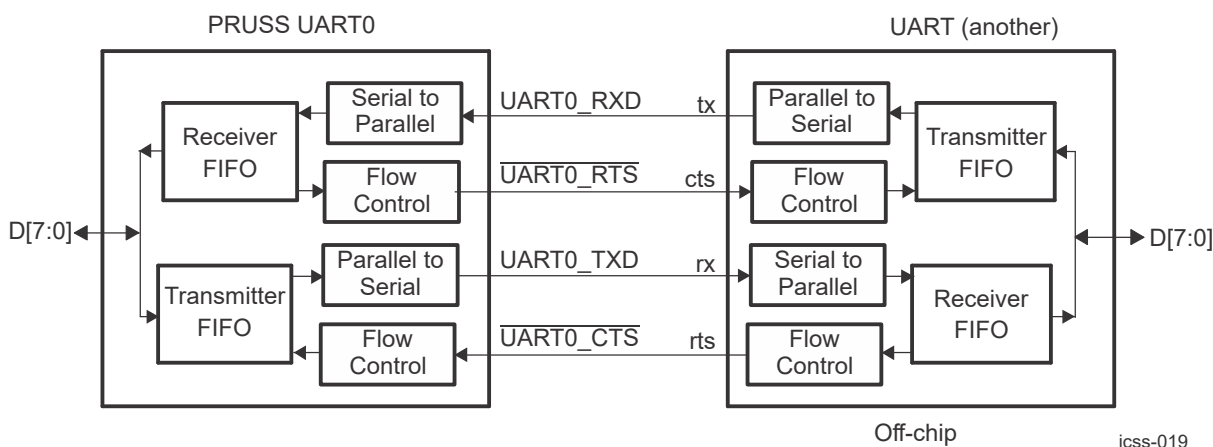 PRUSS UART0
UART (another)
Serial to
Parallel
UART0_RXD
tx
Parallel to
Serial
Receiver
FIFO
Transmitter
FIFO
Flow
Control
UART0_RTS
cts
Flow
Control
D[7:0]
D[7:0]
Parallel to
Serial
UART0_TXD
rx
Serial to
Parallel
Transmitter
FIFO
Receiver
FIFO
Flow
Control
UART0_CTS
rts
Flow
Control
Off-chip
icss-019